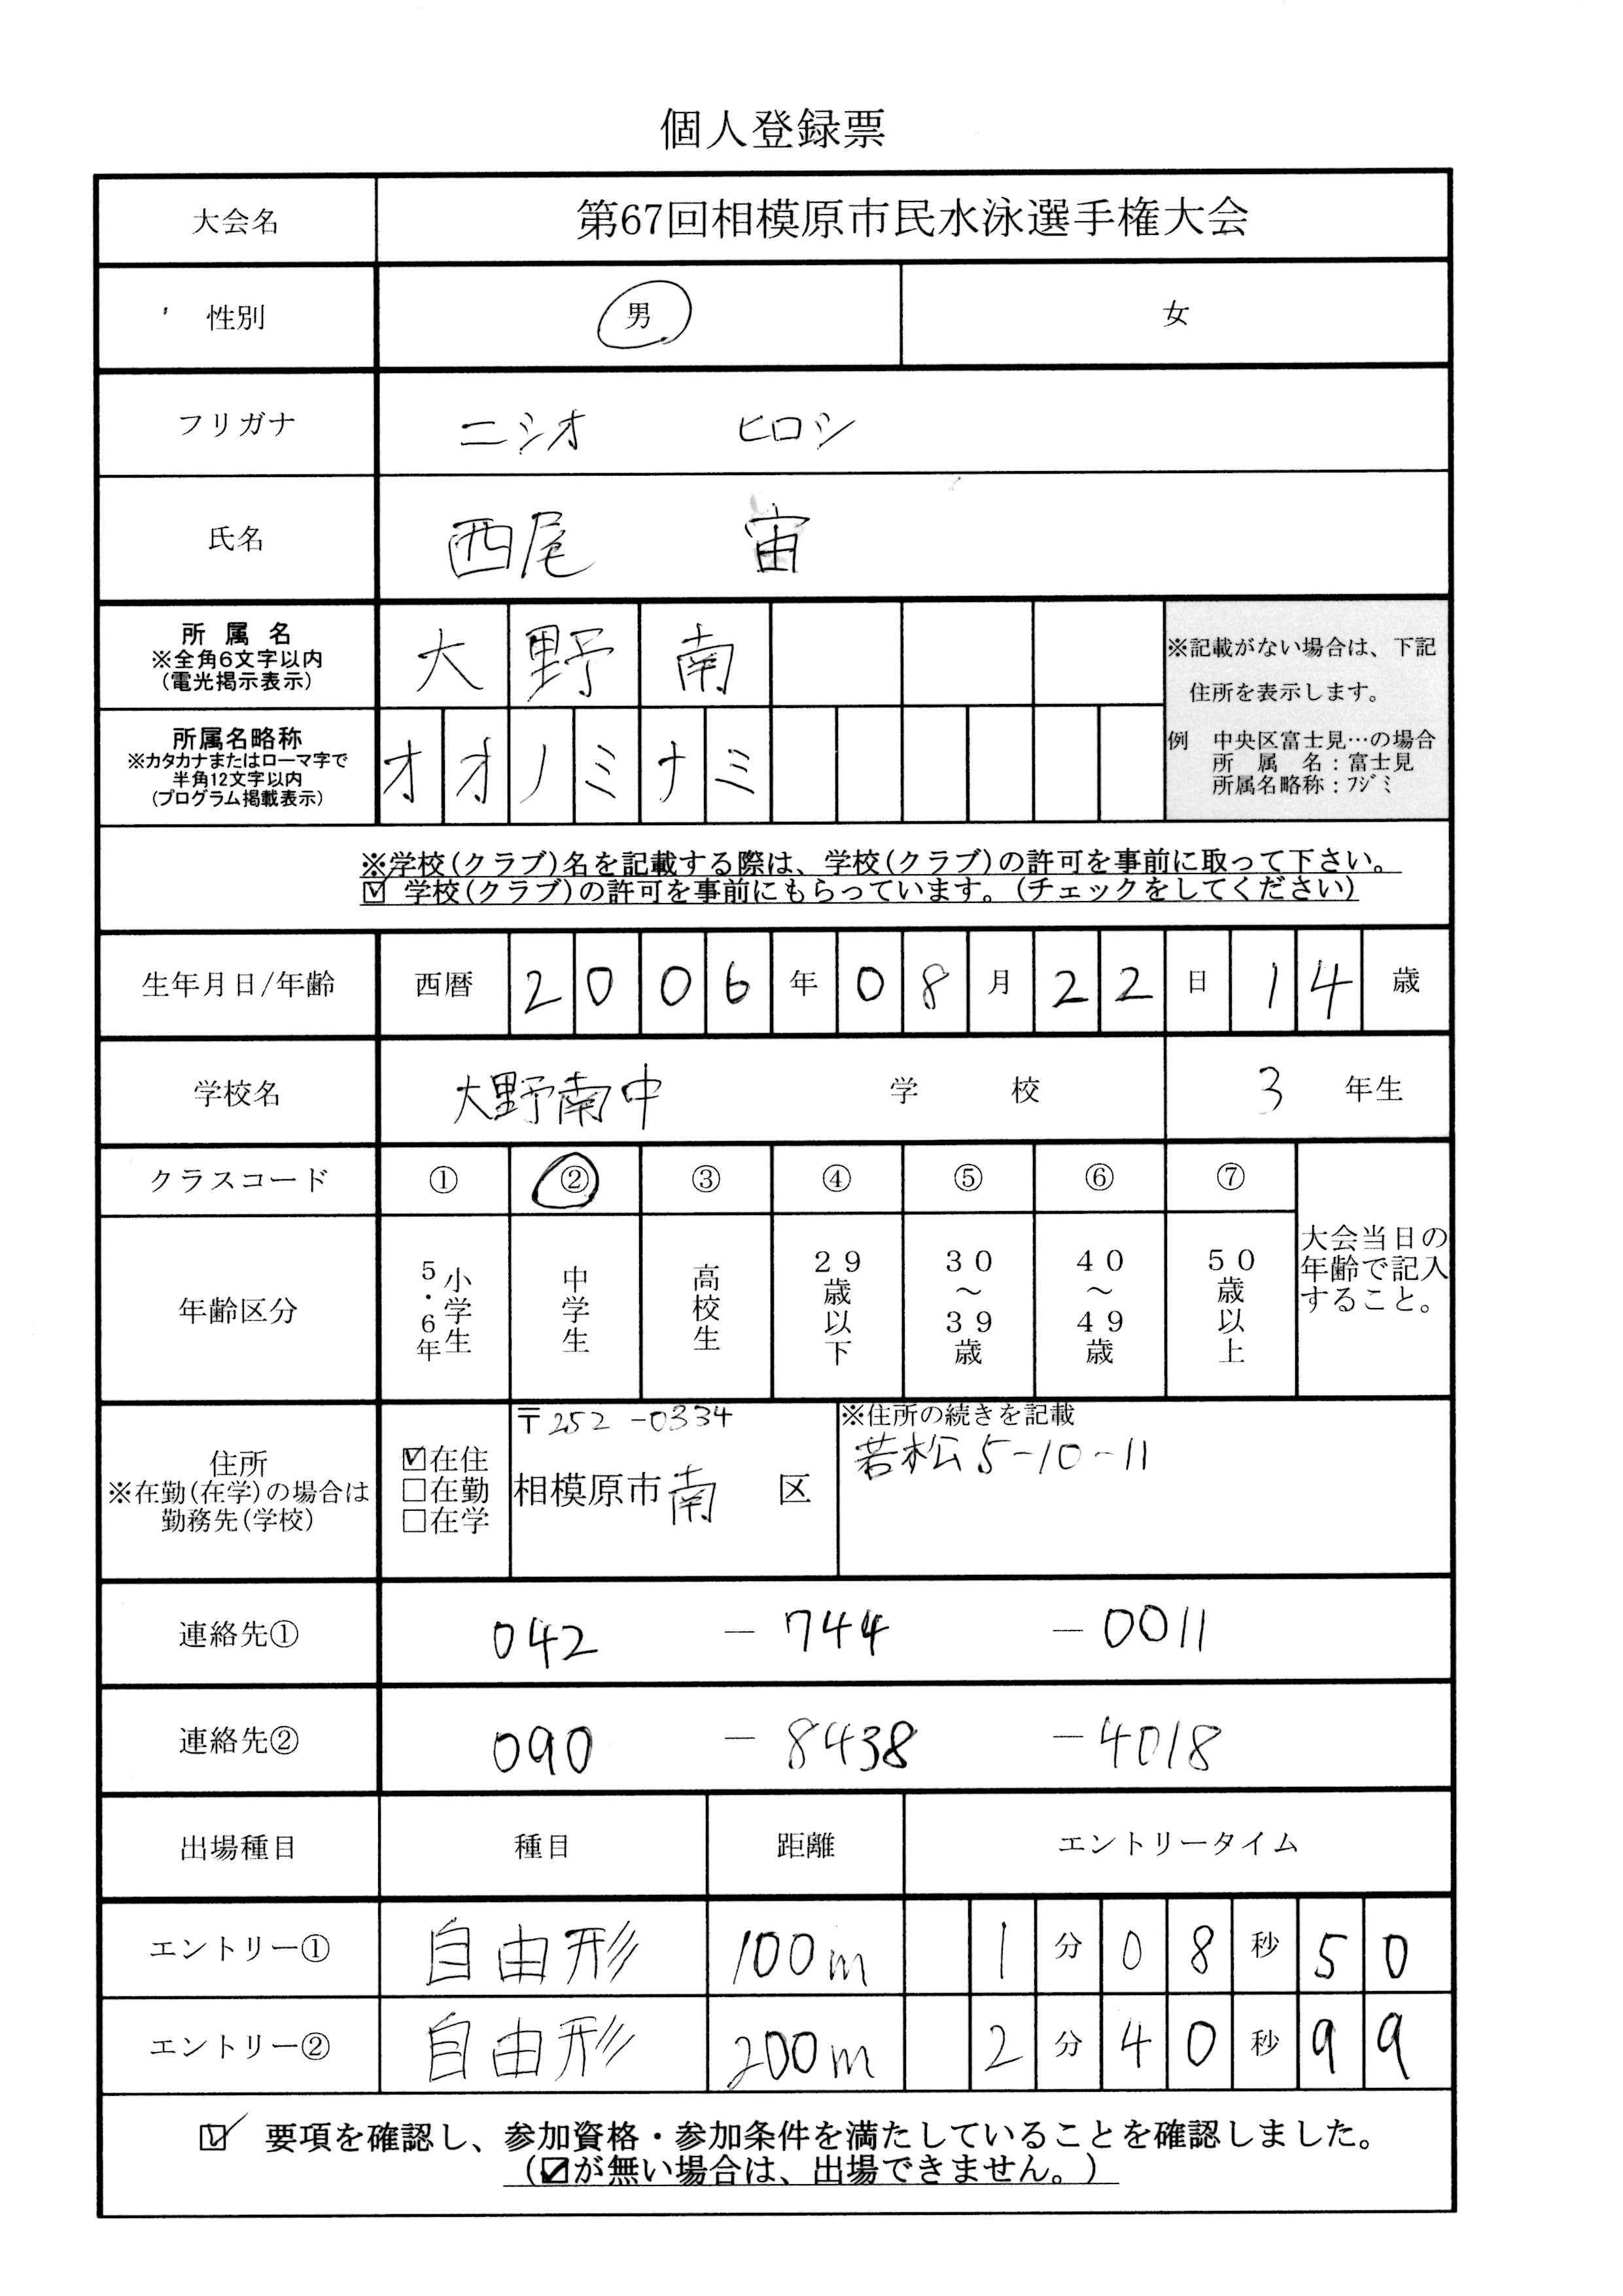 個人登録票
大会名 第67回相模原市民水泳選手権大会
性別 男 女
フリガナ ニシオ ヒロシ
氏名 西尾 宙
所属名 大野南
※全角6文字以内
(電光掲示表示)
※記載がない場合は、下記
住所を表示します。
所属名略称 オオノミナミ
※カタカナまたはローマ字で
半角12文字以内
(プログラム掲載表示)
例 中央区富士見…の場合
所属名:富士見
所属名略称:フジミ
※学校(クラブ)名を記載する際は、学校(クラブ)の許可を事前に取って下さい。
☑ 学校(クラブ)の許可を事前にもらっています。(チェックをしてください)
生年月日/年齢 西暦 2006年08月22日 14歳
学校名 大野南中 学校 3 年生
クラスコード ① ② ③ ④ ⑤ ⑥ ⑦
年齢区分 小学生5・6年 中学生 高校生 29歳以下 30~39歳 40~49歳 50歳以上
大会当日の
年齢で記入
すること。
住所
※在勤(在学)の場合は
勤務先(学校)
☑在住
□在勤
□在学
〒252-0334
相模原市南区
※住所の続きを記載
若松5-10-11
連絡先① 042 - 744 - 0011
連絡先② 090 - 8438 - 4018
出場種目 種目 距離 エントリータイム
エントリー① 自由形 100m 1分08秒50
エントリー② 自由形 200m 2分40秒99
☑ 要項を確認し、参加資格・参加条件を満たしていることを確認しました。
(☑が無い場合は、出場できません。)